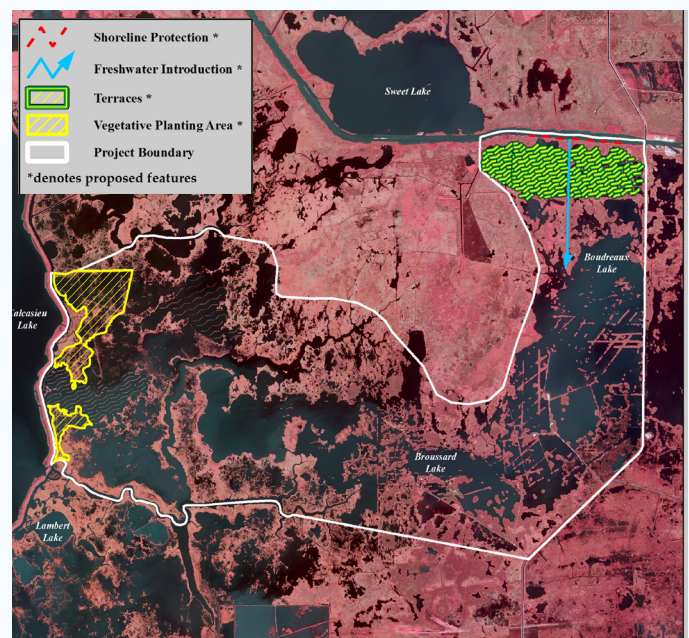 Shoreline Protection *
Freshwater Introduction *
Terraces *
Vegetative Planting Area *
Project Boundary
*denotes proposed features
Sweet Lake
Boudreaux
Lake
alcasieu
Lake
Broussard
Lake
Lambert
Lake